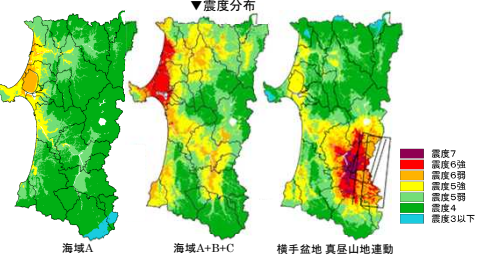 ▼震度分布
震度7
震度6強
震度6弱
震度5強
震度5弱
震度4
震度3以下
海域A
海域A+B+C
横手盆地 真昼山地連動